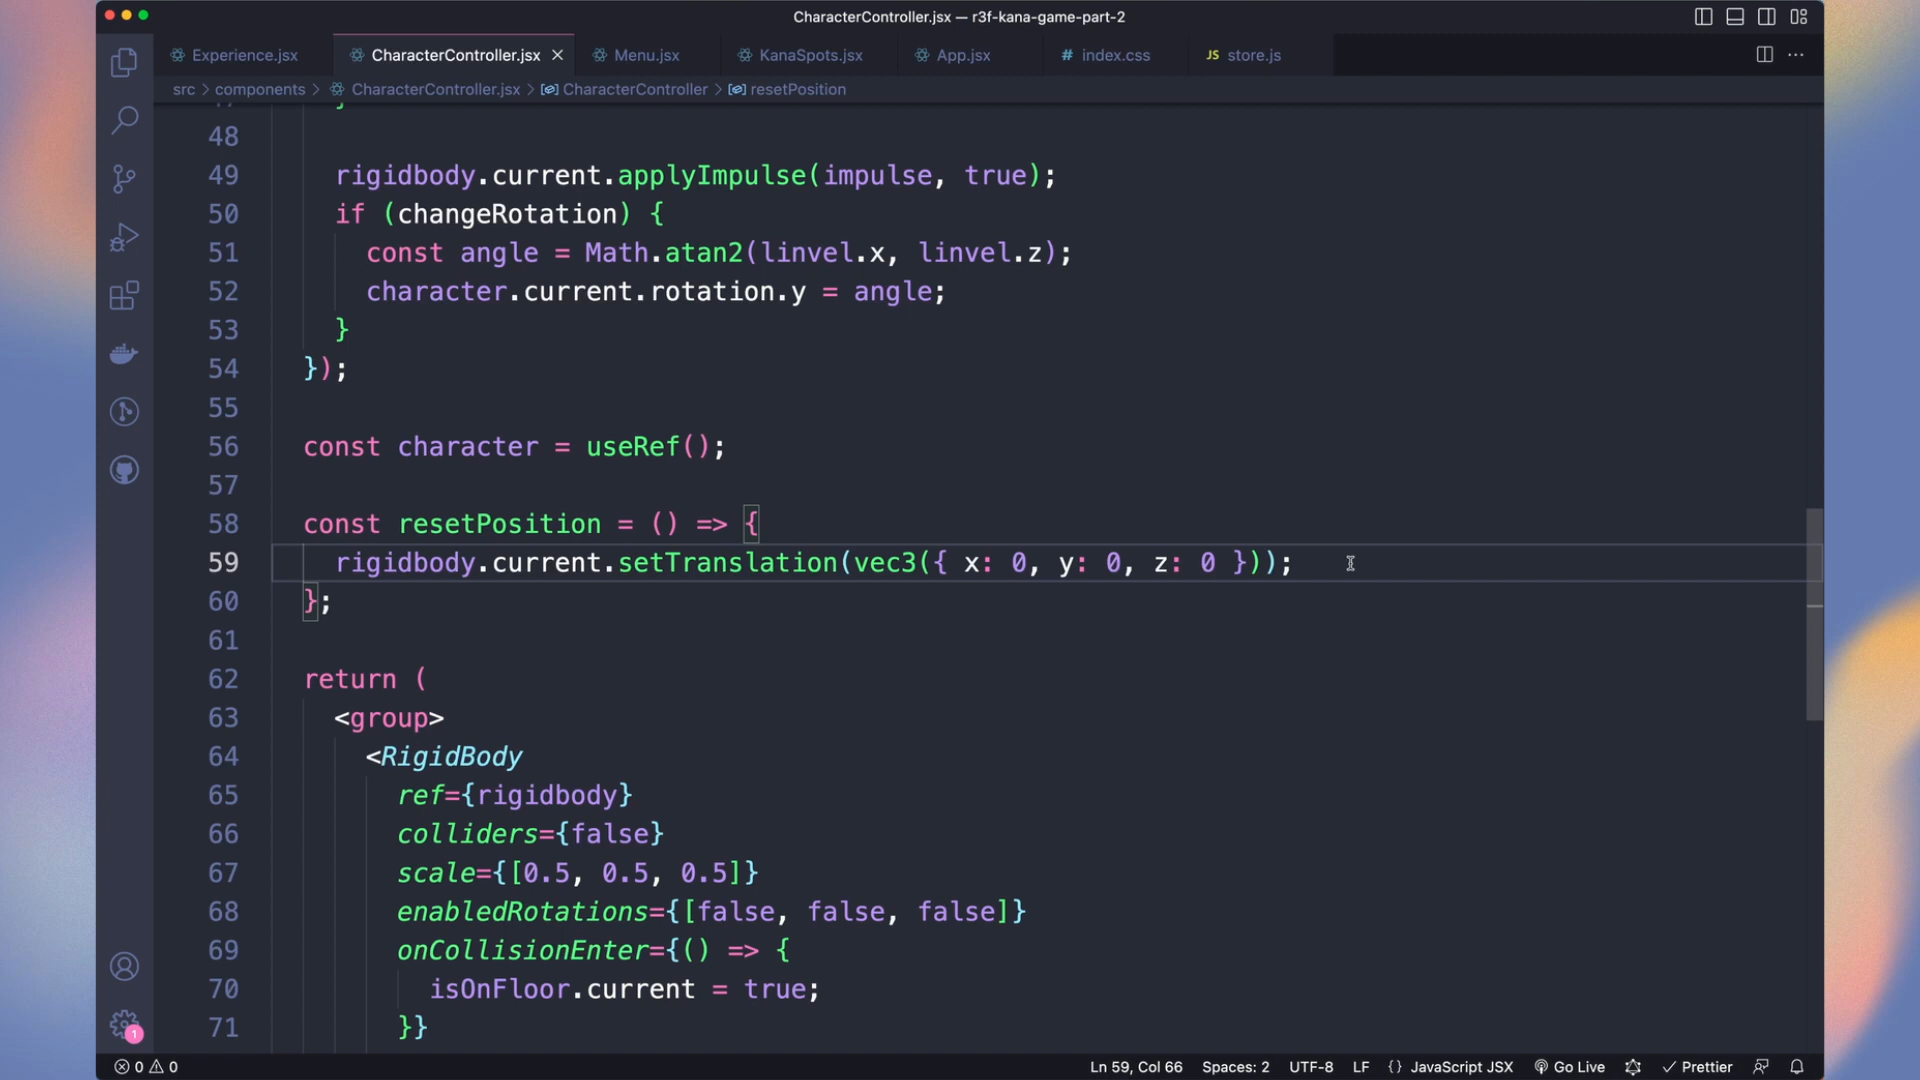 CharacterController.jsx — r3f-kana-game-part-2
Experience.jsx CharacterController.jsx Menu.jsx KanaSpots.jsx App.jsx # index.css JS store.js
src > components > CharacterController.jsx > CharacterController > resetPosition
48
49 rigidbody.current.applyImpulse(impulse, true);
50 if (changeRotation) {
51 const angle = Math.atan2(linvel.x, linvel.z);
52 character.current.rotation.y = angle;
53 }
54 });
55
56 const character = useRef();
57
58 const resetPosition = () => {
59 rigidbody.current.setTranslation(vec3({ x: 0, y: 0, z: 0 }));
60 };
61
62 return (
63 <group>
64 <RigidBody
65 ref={rigidbody}
66 colliders={false}
67 scale={[0.5, 0.5, 0.5]}
68 enabledRotations={[false, false, false]}
69 onCollisionEnter={() => {
70 isOnFloor.current = true;
71 }}
1
0 0 Ln 59, Col 66 Spaces: 2 UTF-8 LF {} JavaScript JSX Go Live Prettier